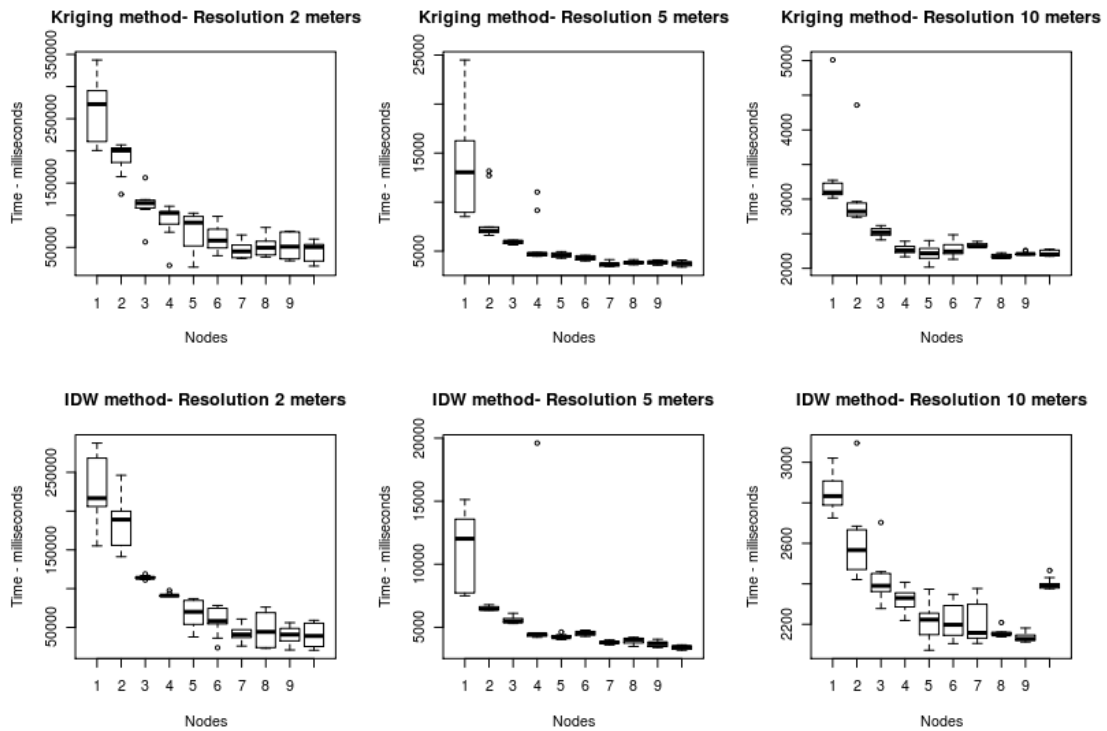 Kriging method- Resolution 2 meters
Time - milliseconds
350000
250000
150000
50000
1 2 3 4 5 6 7 8 9
Nodes
Kriging method- Resolution 5 meters
Time - milliseconds
25000
15000
5000
1 2 3 4 5 6 7 8 9
Nodes
Kriging method- Resolution 10 meters
Time - milliseconds
5000
4000
3000
2000
1 2 3 4 5 6 7 8 9
Nodes
IDW method- Resolution 2 meters
Time - milliseconds
250000
150000
50000
1 2 3 4 5 6 7 8 9
Nodes
IDW method- Resolution 5 meters
Time - milliseconds
20000
15000
10000
5000
1 2 3 4 5 6 7 8 9
Nodes
IDW method- Resolution 10 meters
Time - milliseconds
3000
2600
2200
1 2 3 4 5 6 7 8 9
Nodes